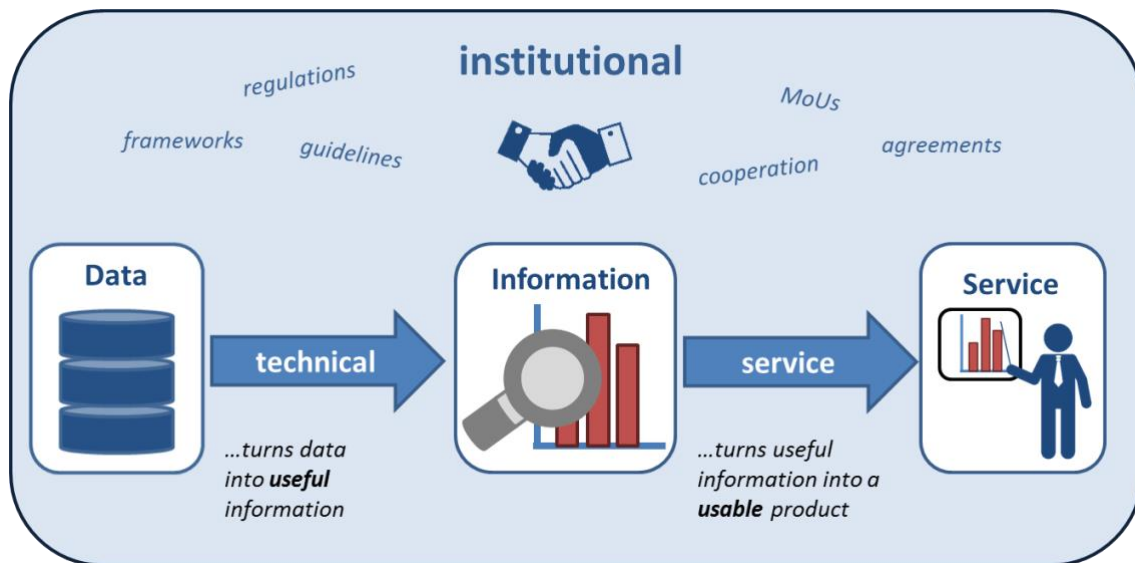 institutional
regulations
MoUs
frameworks
guidelines
cooperation
agreements
Data
Information
Service
technical
service
...turns data
into useful
information
...turns useful
information into a
usable product